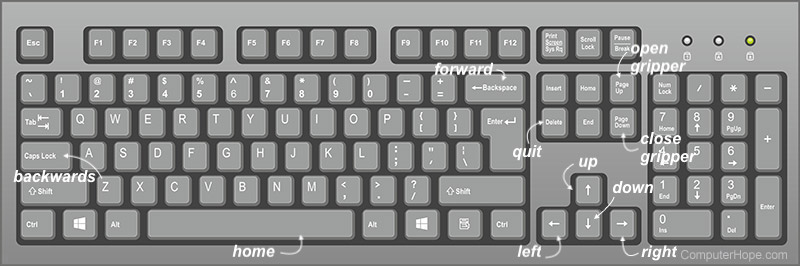 Esc F1 F2 F3 F4 F5 F6 F7 F8 F9 F10 F11 F12 Print Screen Sys Rq Scroll Lock Pause Break
open gripper
forward
~ ` ! 1 @ 2 # 3 $ 4 % 5 ^ 6 & 7 * 8 ( 9 ) 0 _ - + = ←Backspace Insert Home Page Up Num Lock / * -
Tab Q W E R T Y U I O P { [ } ] Enter Delete End Page Down 7 Home 8 ↑ 9 PgUp +
quit
close gripper
Caps Lock A S D F G H J K L : ; " ' | \ 4 5 6 →
backwards
up
down
⇧Shift Z X C V B N M < , > . ? / ⇧Shift ↑ 1 End 2 ↓ 3 PgDn Enter
Ctrl Alt Alt Ctrl ← ↓ → 0 Ins . Del
home
left
right
ComputerHope.com